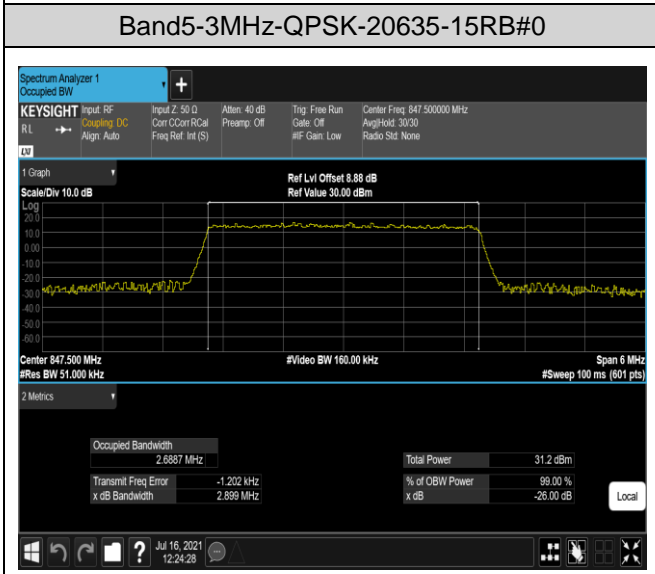 Band5-3MHz-QPSK-20635-15RB#0
Spectrum Analyzer 1
Occupied BW
+
KEYSIGHT Input: RF Input Z: 50 Ω Atten: 40 dB Trig: Free Run Center Freq: 847.500000 MHz
RL Coupling: DC Corr CCorr RCal Preamp: Off Gate: Off Avg|Hold: 30/30
Align: Auto Freq Ref: Int (S) #IF Gain: Low Radio Std: None
LXI
1 Graph Ref Lvl Offset 8.88 dB
Scale/Div 10.0 dB Ref Value 30.00 dBm
Log
20.0
10.0
0.00
-10.0
-20.0
-30.0
-40.0
-50.0
-60.0
Center 847.500 MHz #Video BW 160.00 kHz Span 6 MHz
#Res BW 51.000 kHz #Sweep 100 ms (601 pts)
2 Metrics
Occupied Bandwidth
2.6887 MHz Total Power 31.2 dBm
Transmit Freq Error -1.202 kHz % of OBW Power 99.00 %
x dB Bandwidth 2.899 MHz x dB -26.00 dB
Local
? Jul 16, 2021
12:24:28